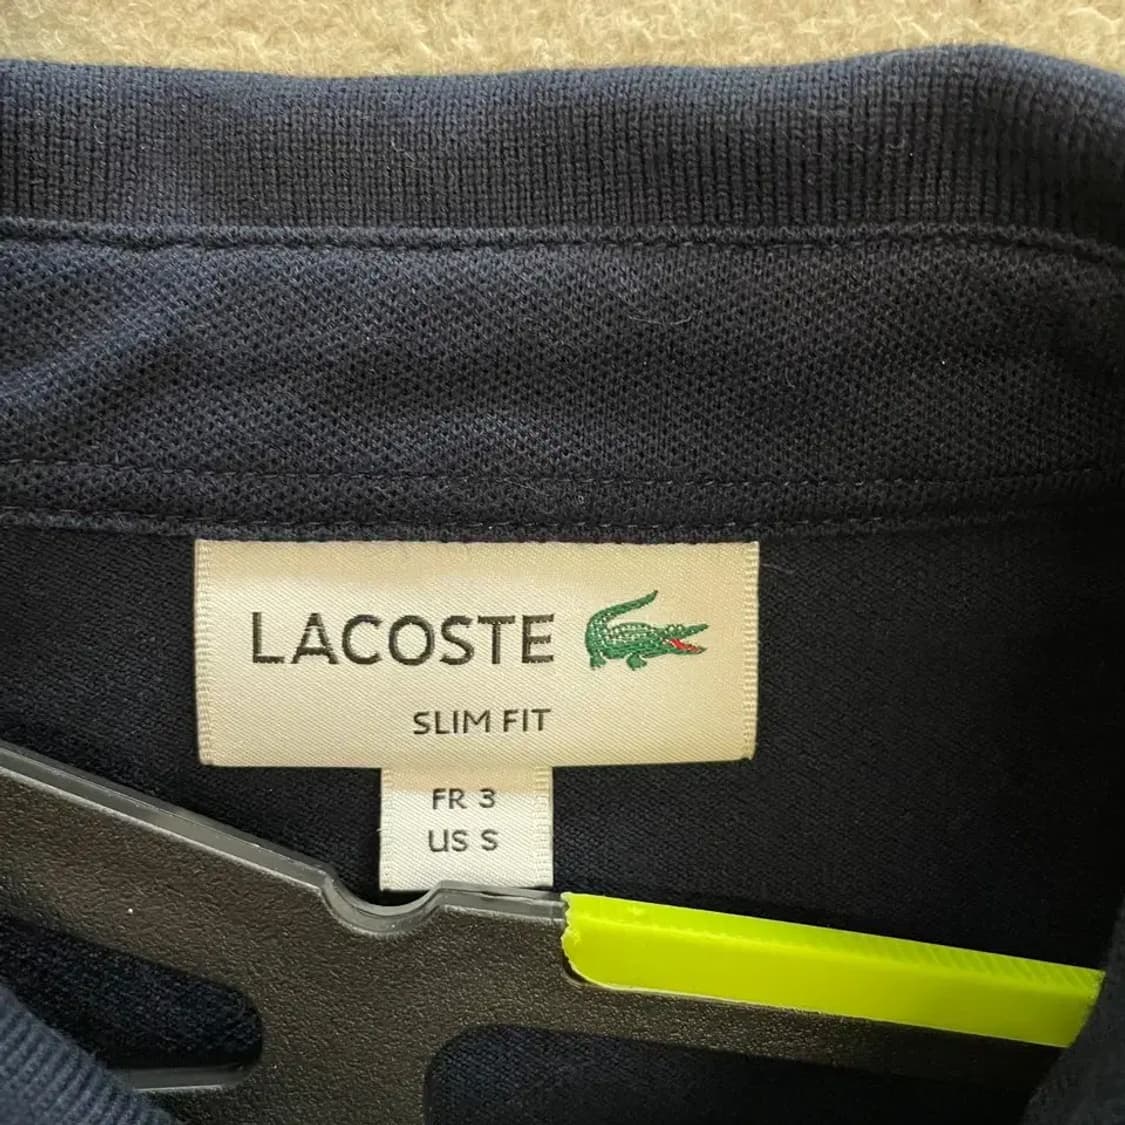 LACOSTE
SLIM FIT
FR 3
US S